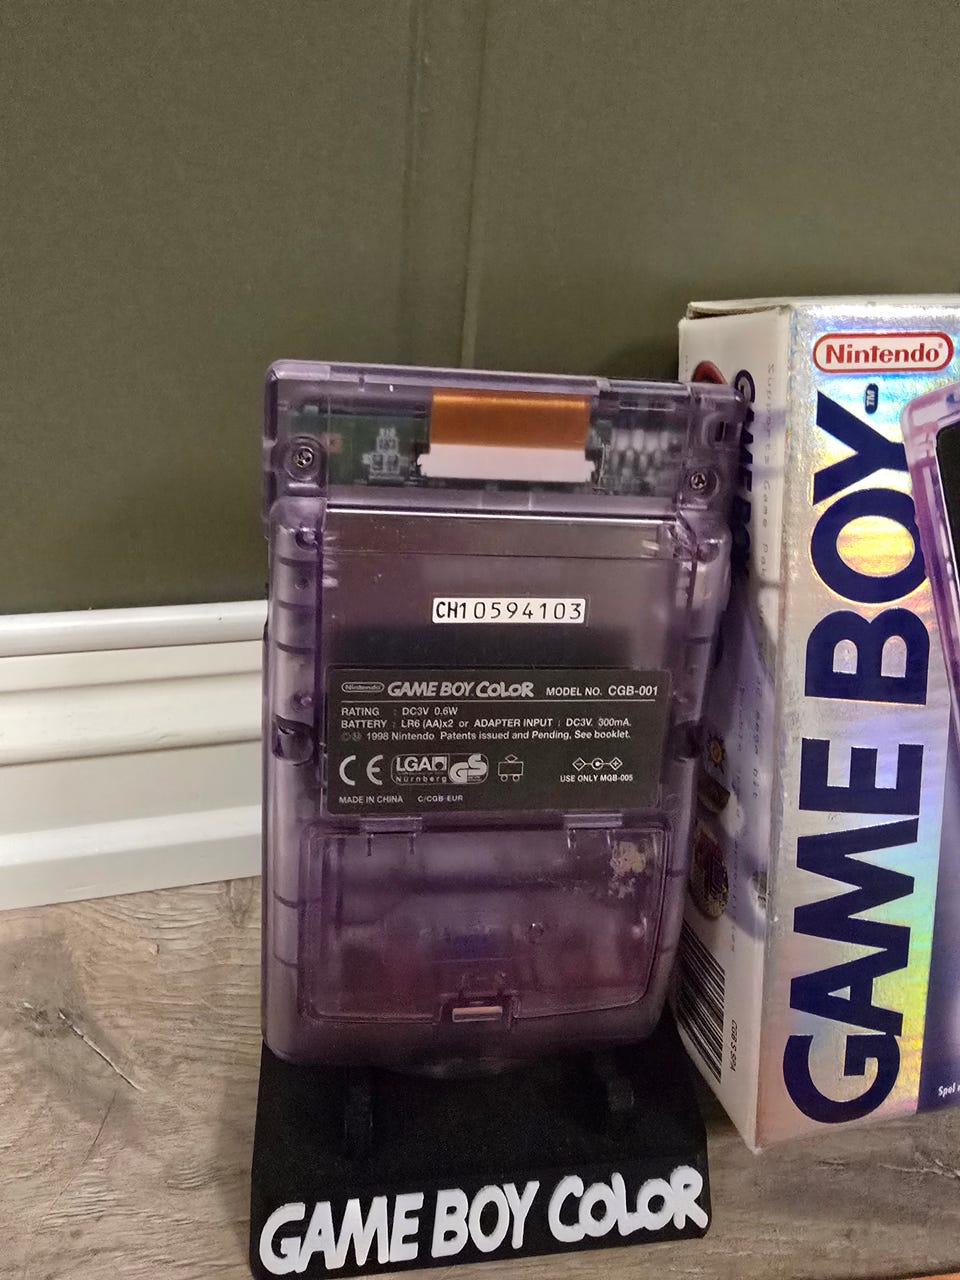 CH10594103
Nintendo GAME BOY COLOR MODEL NO. CGB-001
RATING : DC3V 0.6W
BATTERY : LR6 (AA)x2 or ADAPTER INPUT : DC3V. 300mA.
©Ⓟ 1998 Nintendo Patents issued and Pending, See booklet.
CE LGA Nürnberg GS
USE ONLY MGB-005
MADE IN CHINA C/CGB-EUR
GAME BOY COLOR
Nintendo®
GAME BOY™
Spel